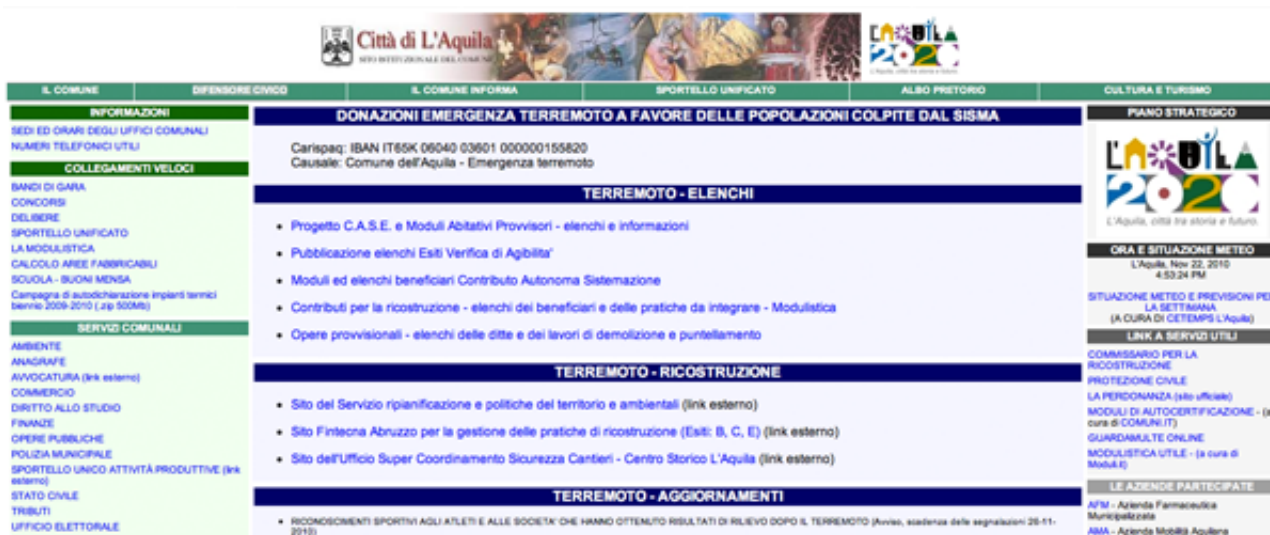 Città di L'Aquila
SITO ISTITUZIONALE DEL COMUNE
L'AQUILA
2020
L'Aquila, città tra storia e futuro.
IL COMUNE
DIFENSORE CIVICO
IL COMUNE INFORMA
SPORTELLO UNIFICATO
ALBO PRETORIO
CULTURA E TURISMO
INFORMAZIONI
SEDI ED ORARI DEGLI UFFICI COMUNALI
NUMERI TELEFONICI UTILI
COLLEGAMENTI VELOCI
BANDI DI GARA
CONCORSI
DELIBERE
SPORTELLO UNIFICATO
LA MODULISTICA
CALCOLO AREE FABBRICABILI
SCUOLA - BUONI MENSA
Campagna di autodichiarazione impianti termici
biennio 2009-2010 (.zip 500Mb)
SERVIZI COMUNALI
AMBIENTE
ANAGRAFE
AVVOCATURA (link esterno)
COMMERCIO
DIRITTO ALLO STUDIO
FINANZE
OPERE PUBBLICHE
POLIZIA MUNICIPALE
SPORTELLO UNICO ATTIVITÀ PRODUTTIVE (link
esterno)
STATO CIVILE
TRIBUTI
UFFICIO ELETTORALE
DONAZIONI EMERGENZA TERREMOTO A FAVORE DELLE POPOLAZIONI COLPITE DAL SISMA
Carispaq: IBAN IT65K 06040 03601 000000155820
Causale: Comune dell'Aquila - Emergenza terremoto
TERREMOTO - ELENCHI
• Progetto C.A.S.E. e Moduli Abitativi Provvisori - elenchi e informazioni
• Pubblicazione elenchi Esiti Verifica di Agibilita'
• Moduli ed elenchi beneficiari Contributo Autonoma Sistemazione
• Contributi per la ricostruzione - elenchi dei beneficiari e delle pratiche da integrare - Modulistica
• Opere provvisionali - elenchi delle ditte e dei lavori di demolizione e puntellamento
TERREMOTO - RICOSTRUZIONE
• Sito del Servizio ripianificazione e politiche del territorio e ambientali (link esterno)
• Sito Fintecna Abruzzo per la gestione delle pratiche di ricostruzione (Esiti: B, C, E) (link esterno)
• Sito dell'Ufficio Super Coordinamento Sicurezza Cantieri - Centro Storico L'Aquila (link esterno)
TERREMOTO - AGGIORNAMENTI
• RICONOSCIMENTI SPORTIVI AGLI ATLETI E ALLE SOCIETA' CHE HANNO OTTENUTO RISULTATI DI RILIEVO DOPO IL TERREMOTO (Avviso, scadenza delle segnalazioni 26-11-
2010)
PIANO STRATEGICO
L'AQUILA
2020
L'Aquila, città tra storia e futuro.
ORA E SITUAZIONE METEO
L'Aquila, Nov 22, 2010
4:53:24 PM
SITUAZIONE METEO E PREVISIONI PER
LA SETTIMANA
(A CURA DI CETEMPS L'Aquila)
LINK A SERVIZI UTILI
COMMISSARIO PER LA
RICOSTRUZIONE
PROTEZIONE CIVILE
LA PERDONANZA (sito ufficiale)
MODULI DI AUTOCERTIFICAZIONE - (a
cura di COMUNI.IT)
GUARDAMULTE ONLINE
MODULISTICA UTILE - (a cura di
Moduli.it)
LE AZIENDE PARTECIPATE
AFM - Azienda Farmaceutica
Municipalizzata
AMA - Azienda Mobilità Aquilana